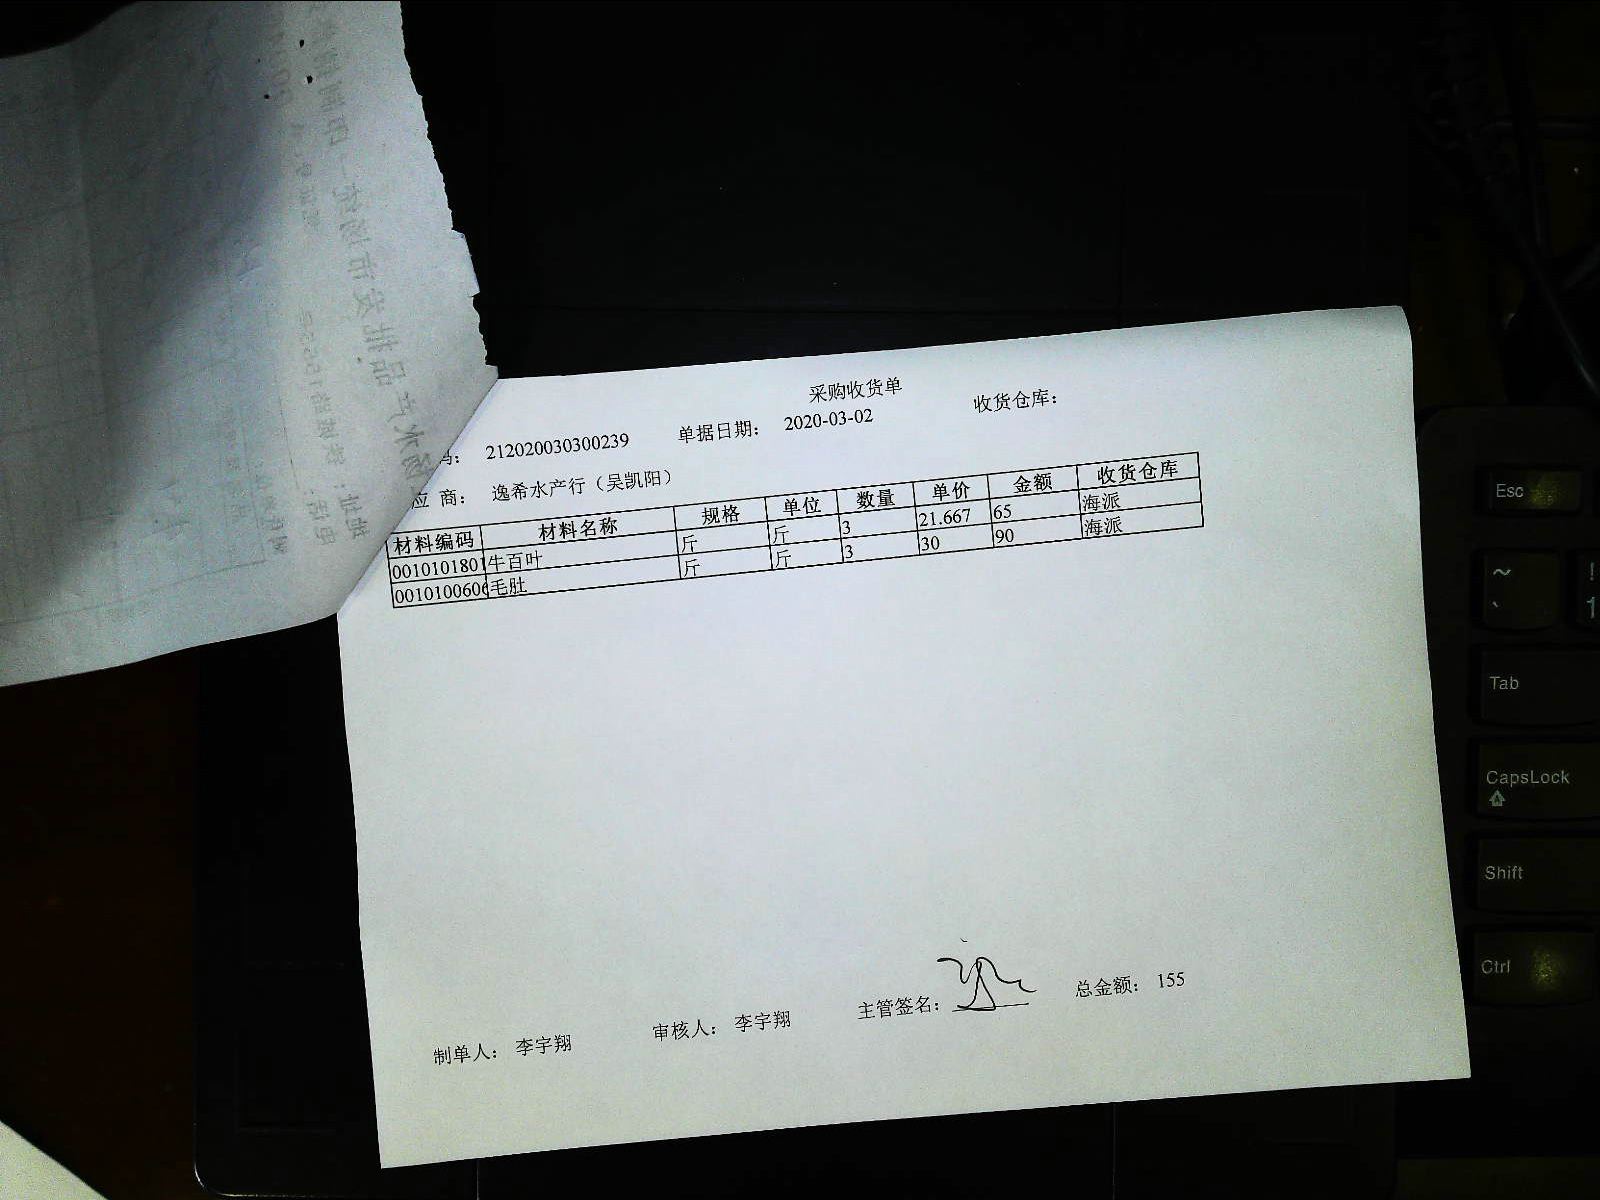 采购收货单
码： 212020030300239 单据日期： 2020-03-02 收货仓库：
应 商： 逸希水产行（吴凯阳）
材料编码 材料名称 规格 单位 数量 单价 金额 收货仓库
0010101801 牛百叶 斤 斤 3 21.667 65 海派
001010060 毛肚 斤 斤 3 30 90 海派
制单人： 李宇翔 审核人： 李宇翔 主管签名： 总金额： 155
Esc
~
`
!
1
Tab
CapsLock
Shift
Ctrl